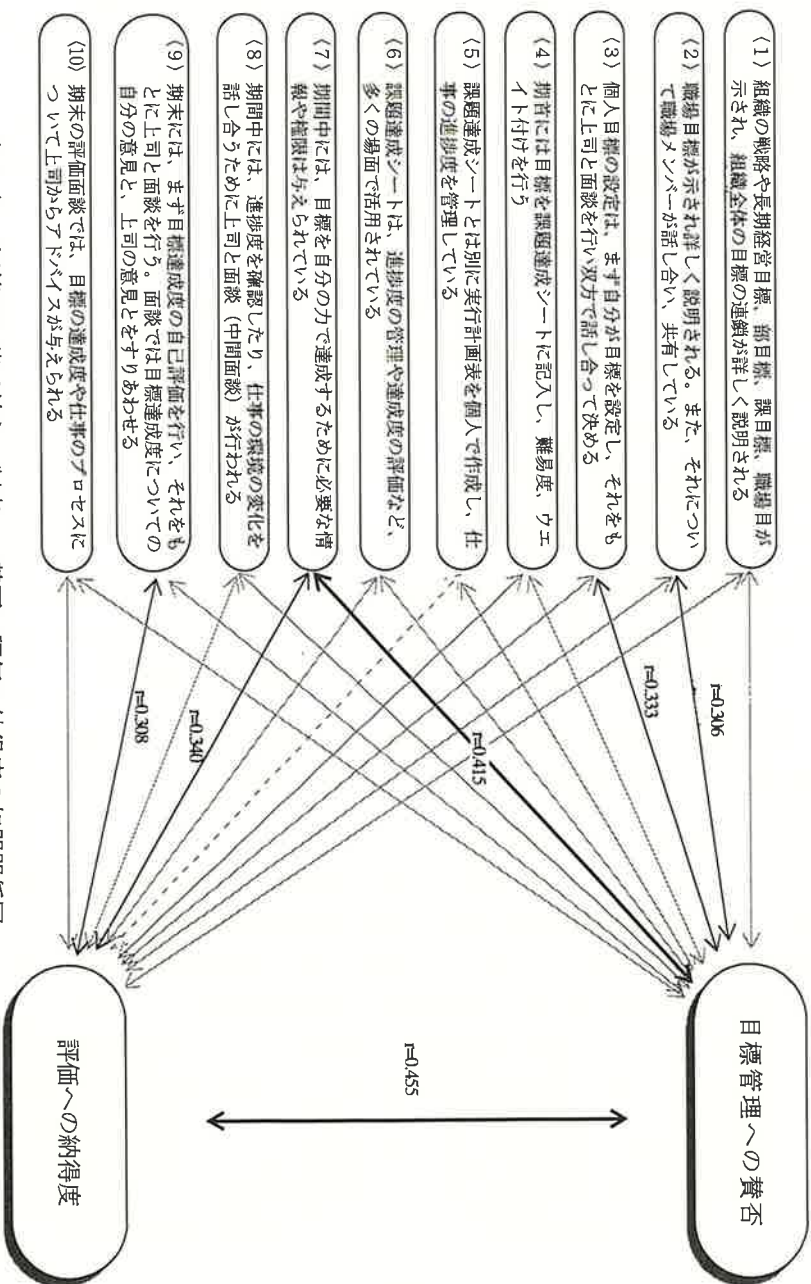 (1) 組織の戦略や長期経営目標、部目標、課目標、職場目が
示され、組織全体の目標の連鎖が詳しく説明される
(2) 職場目標が示され詳しく説明される。また、それについ
て職場メンバーが話し合い、共有している
(3) 個人目標の設定は、まず自分が目標を設定し、それをも
とに上司と面談を行い双方で話し合って決める
(4) 期首には目標を課題達成シートに記入し、難易度、ウエ
イト付けを行う
(5) 課題達成シートとは別に実行計画表を個人で作成し、仕
事の進捗度を管理している
(6) 課題達成シートは、進捗度の管理や達成度の評価など、
多くの場面で活用されている
(7) 期間中には、目標を自分の力で達成するために必要な情
報や権限は与えられている
(8) 期間中には、進捗度を確認したり、仕事の環境の変化を
話し合うために上司と面談（中間面談）が行われる
(9) 期末には、まず目標達成度の自己評価を行い、それをも
とに上司と面談を行う。面談では目標達成度についての
自分の意見と、上司の意見とをすりあわせる
(10) 期末の評価面談では、目標の達成度や仕事のプロセスに
ついて上司からアドバイスが与えられる
r=0.306
r=0.333
r=0.415
r=0.340
r=0.308
目標管理への賛否
r=0.455
評価への納得度